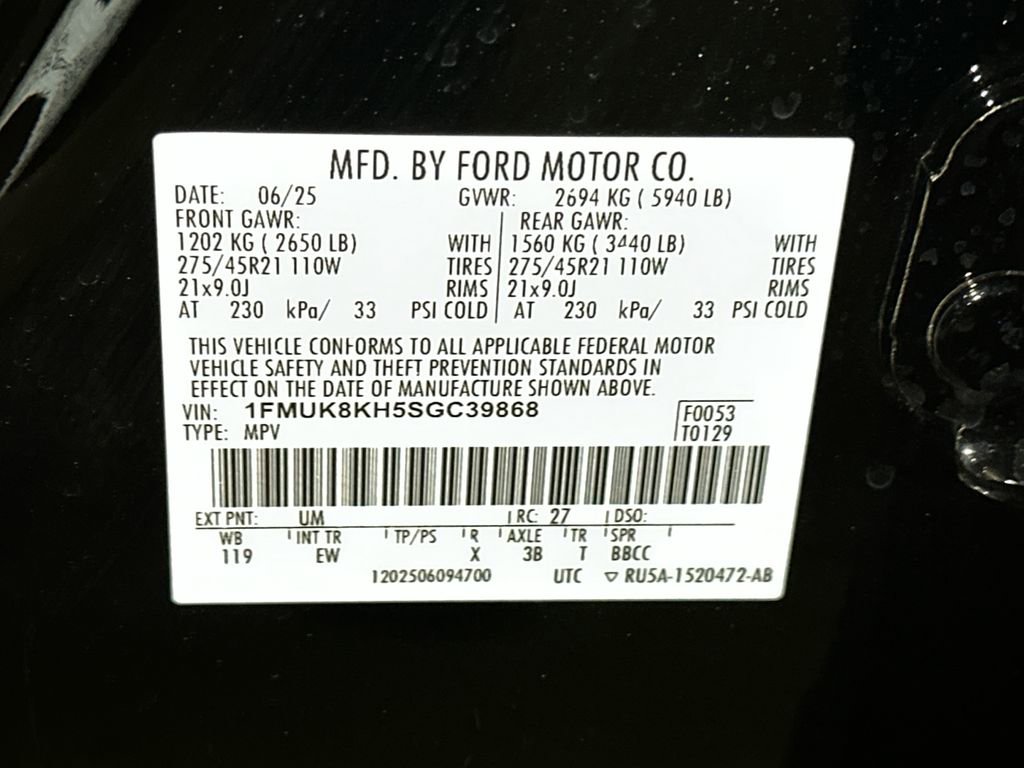 MFD. BY FORD MOTOR CO.
DATE: 06/25 GVWR: 2694 KG ( 5940 LB)
FRONT GAWR: REAR GAWR:
1202 KG ( 2650 LB) WITH 1560 KG ( 3440 LB) WITH
275/45R21 110W TIRES 275/45R21 110W TIRES
21x9.0J RIMS 21x9.0J RIMS
AT 230 kPa/ 33 PSI COLD AT 230 kPa/ 33 PSI COLD
THIS VEHICLE CONFORMS TO ALL APPLICABLE FEDERAL MOTOR
VEHICLE SAFETY AND THEFT PREVENTION STANDARDS IN
EFFECT ON THE DATE OF MANUFACTURE SHOWN ABOVE.
VIN: 1FMUK8KH5SGC39868 F0053
TYPE: MPV T0129
EXT PNT: UM RC: 27 DSO:
WB INT TR TP/PS R AXLE TR SPR
119 EW X 3B T BBCC
1202506094700 UTC ▽ RU5A-1520472-AB